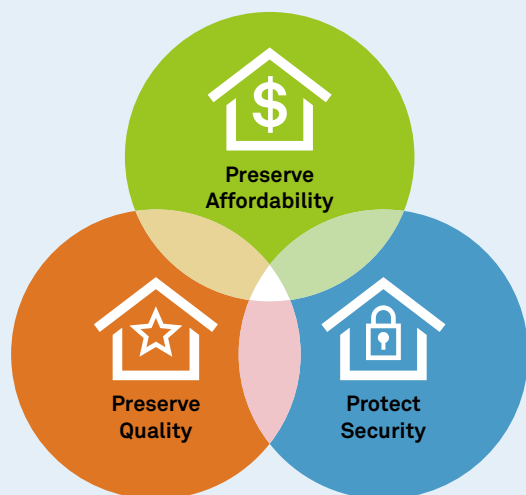 $
Preserve
Affordability
Preserve
Quality
Protect
Security